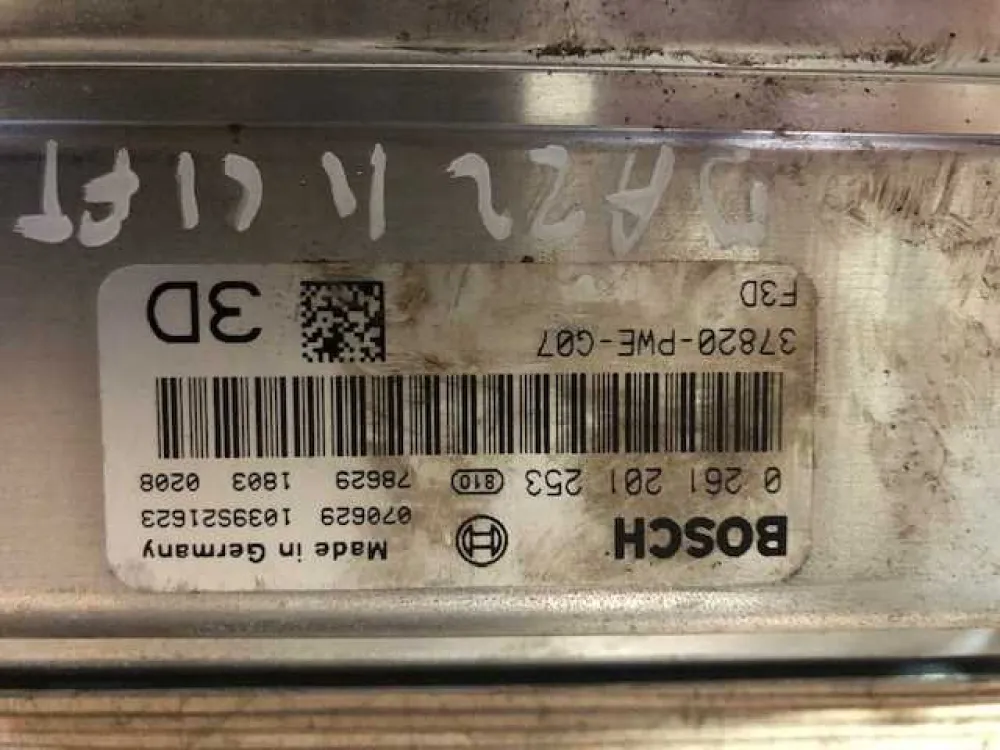 BOSCH
Made in Germany
070629 1039S21623
0 261 201 253 810 78629 1803 0208
37820-PWE-G07
F3D
3D